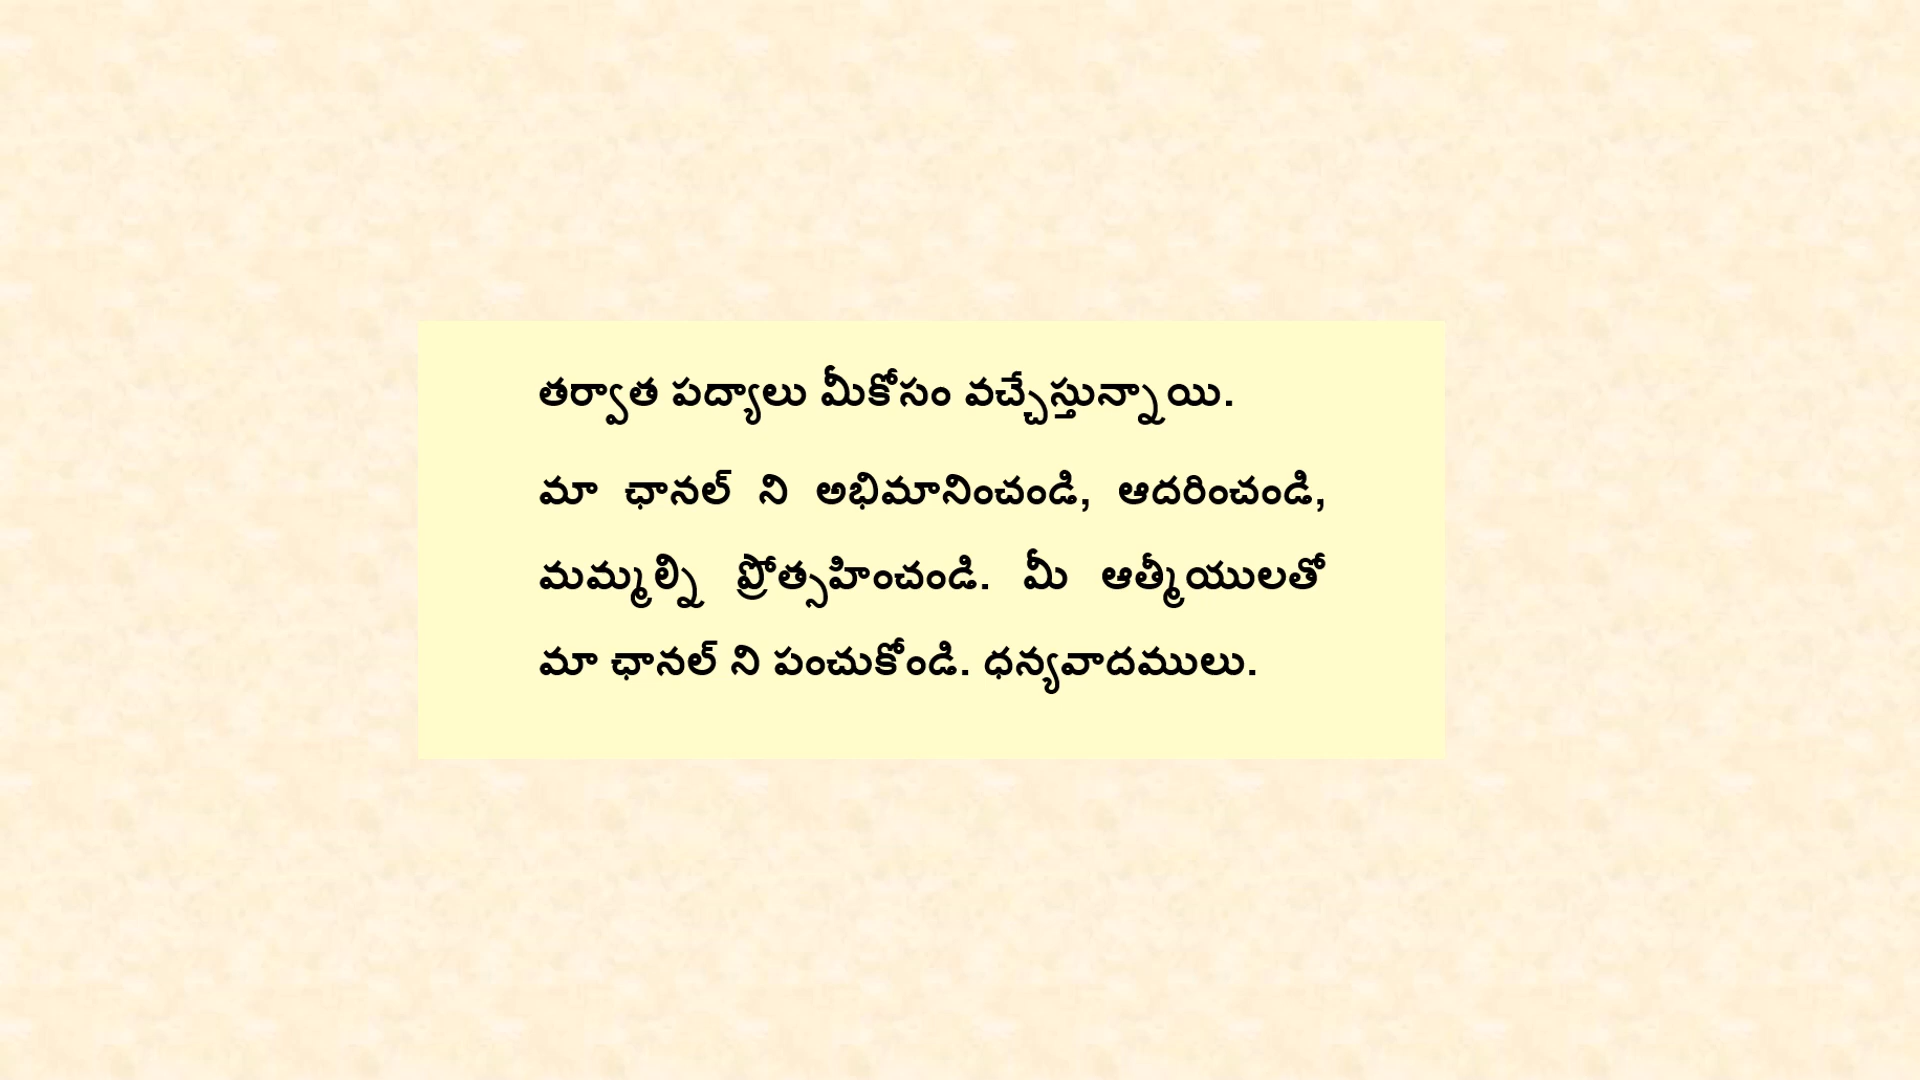 తర్వాత పద్యాలు మీకోసం వచ్చేస్తున్నాయి.
మా ఛానల్ ని అభిమానించండి, ఆదరించండి,
మమ్మల్ని ప్రోత్సహించండి. మీ ఆత్మీయులతో
మా ఛానల్ ని పంచుకోండి. ధన్యవాదములు.